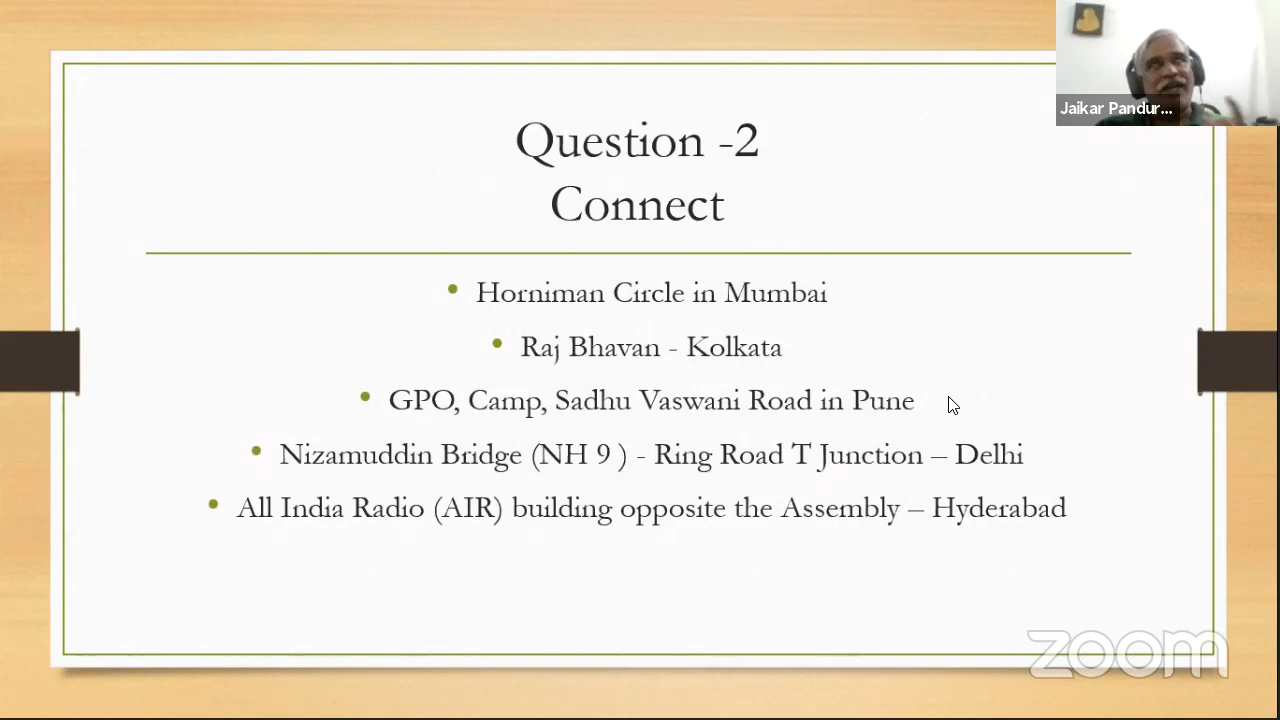 Jaikar Pandur...
Question -2
Connect
• Horniman Circle in Mumbai
• Raj Bhavan - Kolkata
• GPO, Camp, Sadhu Vaswani Road in Pune
• Nizamuddin Bridge (NH 9 ) - Ring Road T Junction – Delhi
• All India Radio (AIR) building opposite the Assembly – Hyderabad
zoom